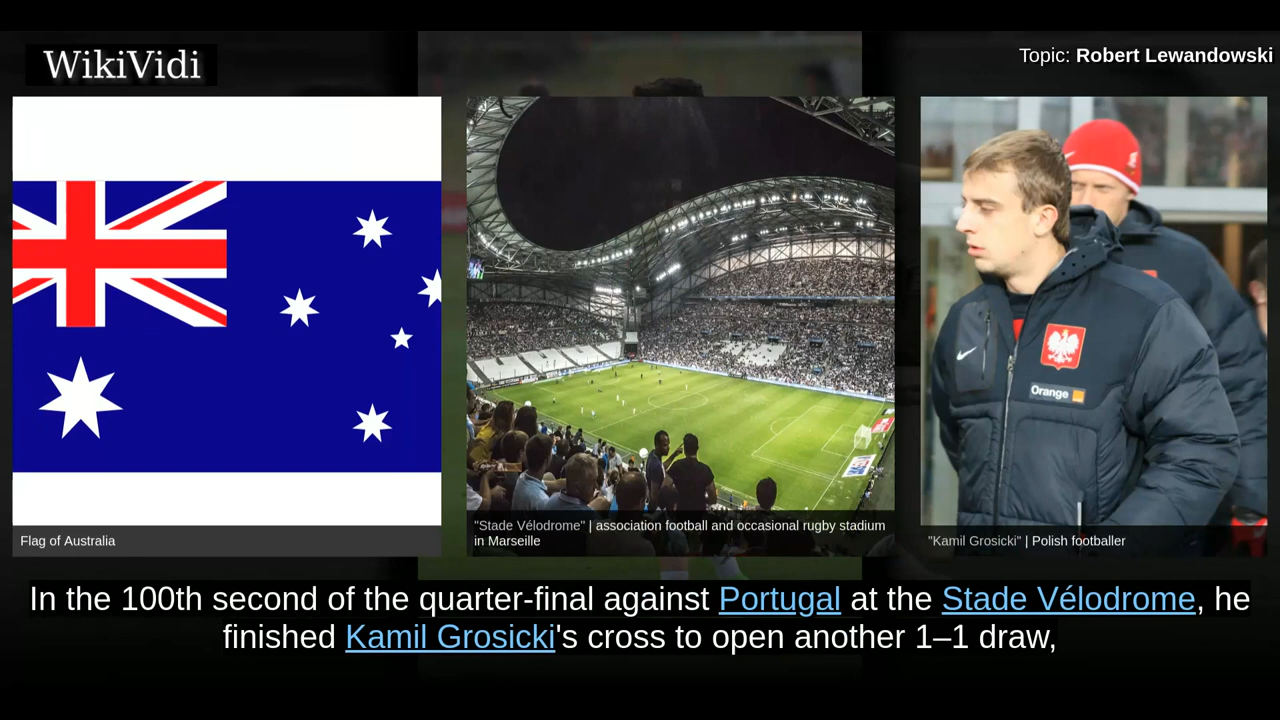 WikiVidi
Topic: Robert Lewandowski
Flag of Australia
"Stade Vélodrome" | association football and occasional rugby stadium
in Marseille
Orange
"Kamil Grosicki" | Polish footballer
In the 100th second of the quarter-final against Portugal at the Stade Vélodrome, he
finished Kamil Grosicki's cross to open another 1–1 draw,